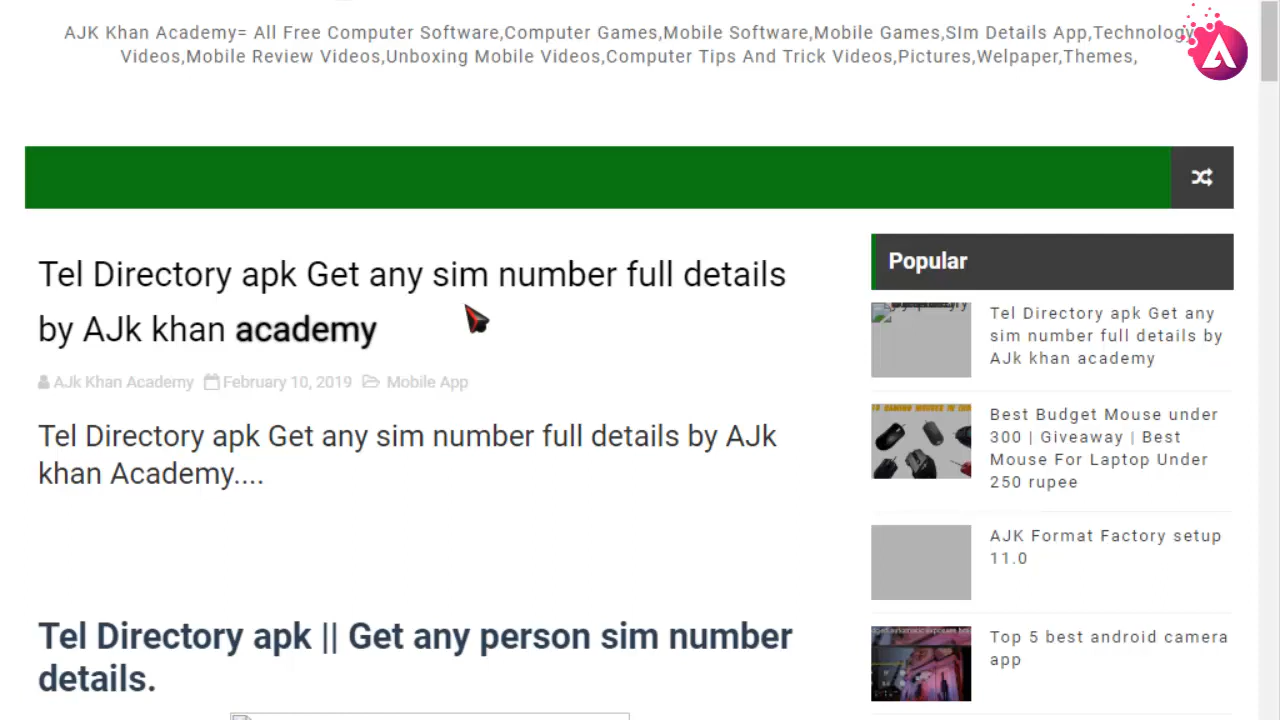 AJK Khan Academy= All Free Computer Software,Computer Games,Mobile Software,Mobile Games,SIm Details App,Technology
Videos,Mobile Review Videos,Unboxing Mobile Videos,Computer Tips And Trick Videos,Pictures,Welpaper,Themes,
Tel Directory apk Get any sim number full details
by AJk khan academy
AJk Khan Academy February 10, 2019 Mobile App
Tel Directory apk Get any sim number full details by AJk
khan Academy....
Tel Directory apk || Get any person sim number
details.
Popular
Tel Directory apk Get any
sim number full details by
AJk khan academy
Best Budget Mouse under
300 | Giveaway | Best
Mouse For Laptop Under
250 rupee
AJK Format Factory setup
11.0
Top 5 best android camera
app